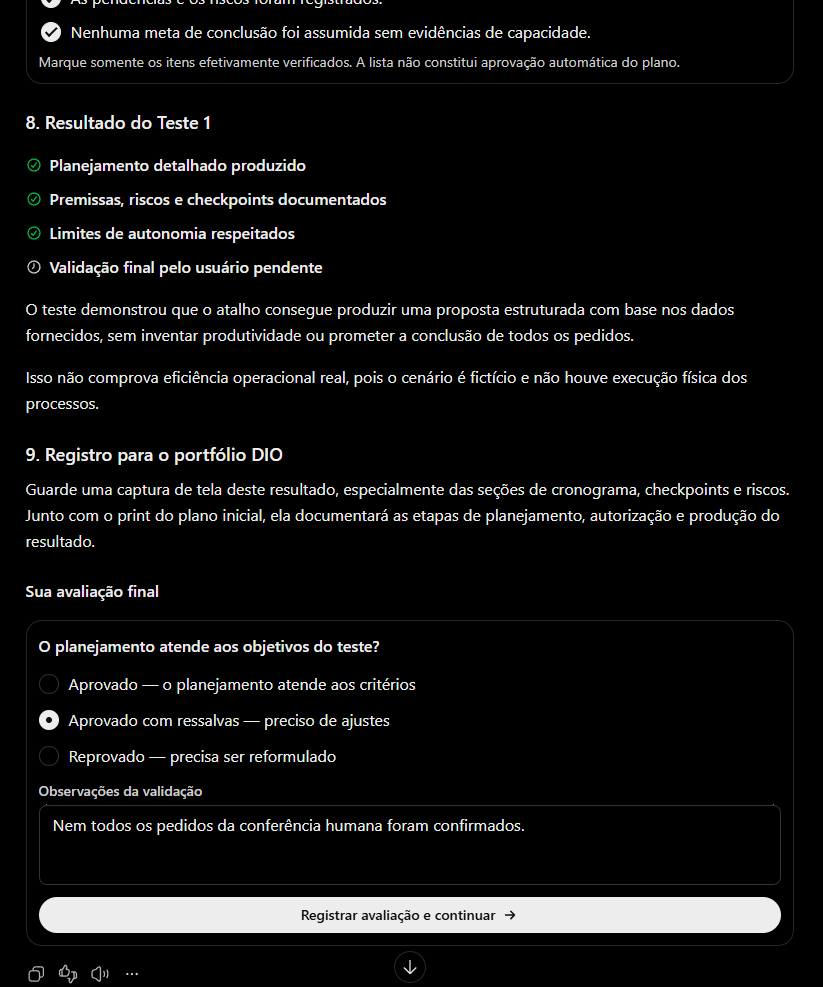 As pendências e os riscos foram registrados.
Nenhuma meta de conclusão foi assumida sem evidências de capacidade.
Marque somente os itens efetivamente verificados. A lista não constitui aprovação automática do plano.
8. Resultado do Teste 1
Planejamento detalhado produzido
Premissas, riscos e checkpoints documentados
Limites de autonomia respeitados
Validação final pelo usuário pendente
O teste demonstrou que o atalho consegue produzir uma proposta estruturada com base nos dados
fornecidos, sem inventar produtividade ou prometer a conclusão de todos os pedidos.
Isso não comprova eficiência operacional real, pois o cenário é fictício e não houve execução física dos
processos.
9. Registro para o portfólio DIO
Guarde uma captura de tela deste resultado, especialmente das seções de cronograma, checkpoints e riscos.
Junto com o print do plano inicial, ela documentará as etapas de planejamento, autorização e produção do
resultado.
Sua avaliação final
O planejamento atende aos objetivos do teste?
Aprovado — o planejamento atende aos critérios
Aprovado com ressalvas — preciso de ajustes
Reprovado — precisa ser reformulado
Observações da validação
Nem todos os pedidos da conferência humana foram confirmados.
Registrar avaliação e continuar →